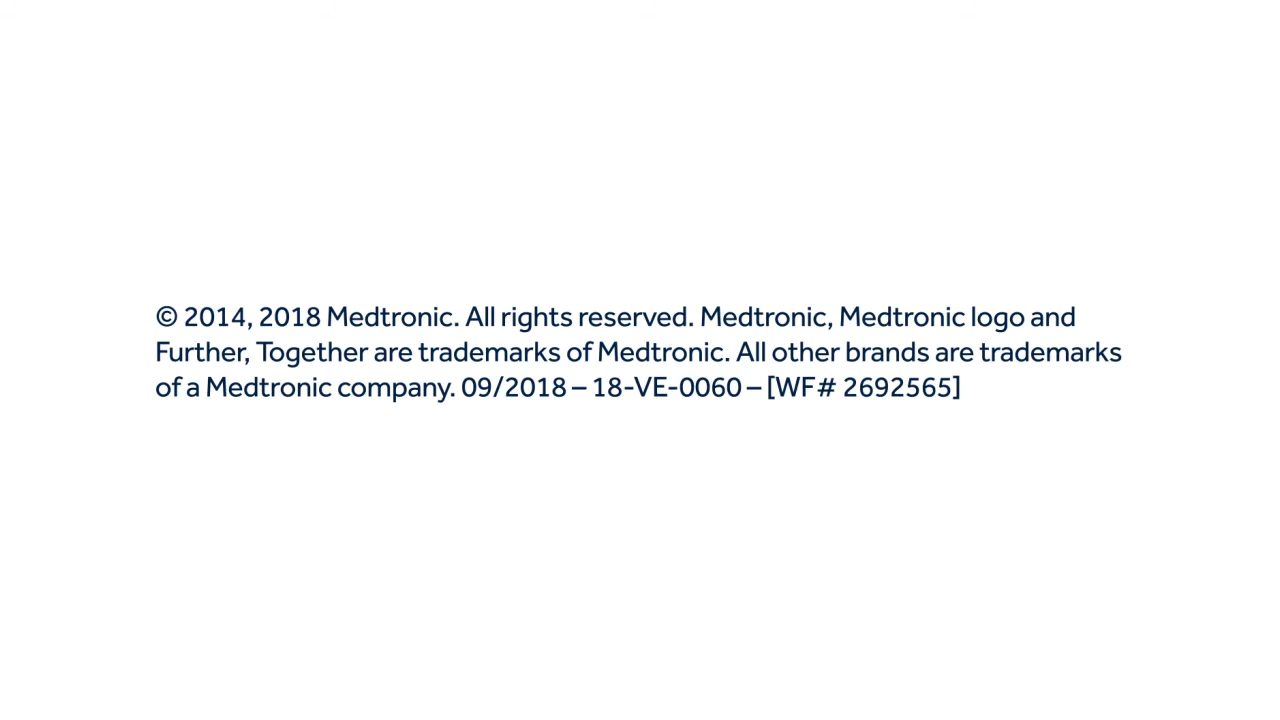 © 2014, 2018 Medtronic. All rights reserved. Medtronic, Medtronic logo and
Further, Together are trademarks of Medtronic. All other brands are trademarks
of a Medtronic company. 09/2018 – 18-VE-0060 – [WF# 2692565]